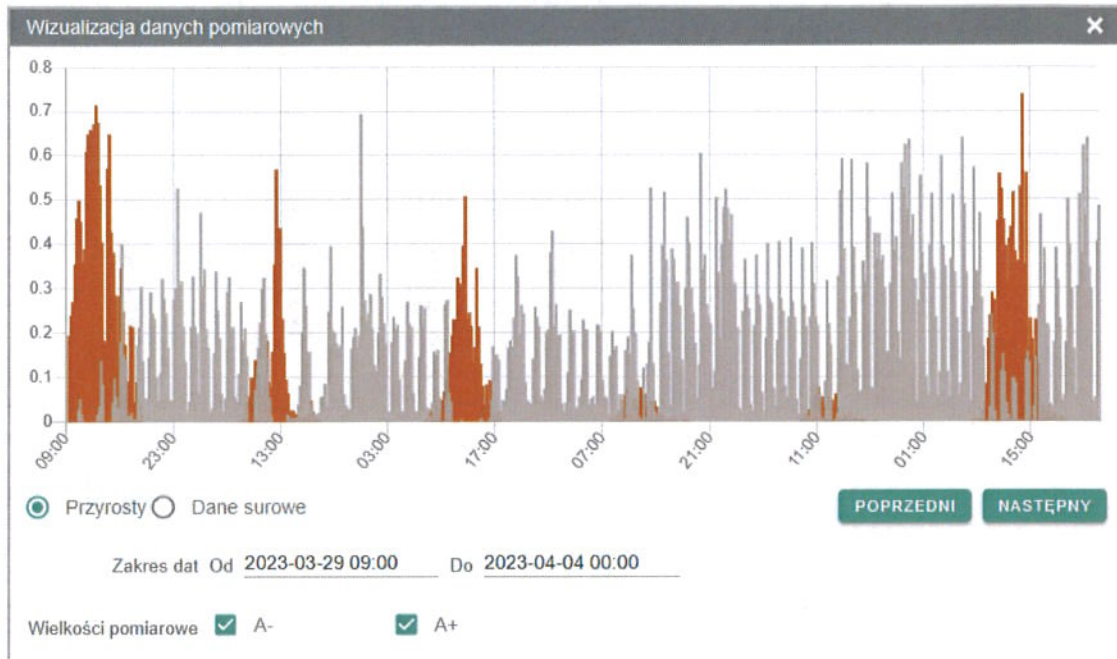 Wizualizacja danych pomiarowych
0.8
0.7
0.6
0.5
0.4
0.3
0.2
0.1
0
09:00 23:00 13:00 03:00 17:00 07:00 21:00 11:00 01:00 15:00
Przyrosty Dane surowe POPRZEDNI NASTĘPNY
Zakres dat Od 2023-03-29 09:00 Do 2023-04-04 00:00
Wielkości pomiarowe A- A+